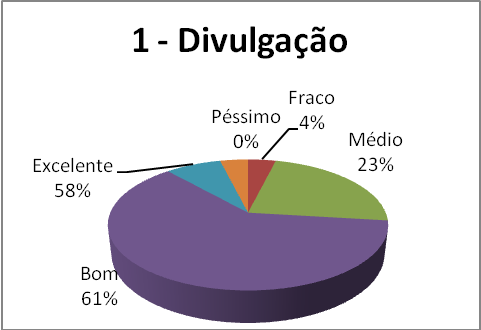 1 - Divulgação
Péssimo
0%
Fraco
4%
Médio
23%
Excelente
58%
Bom
61%